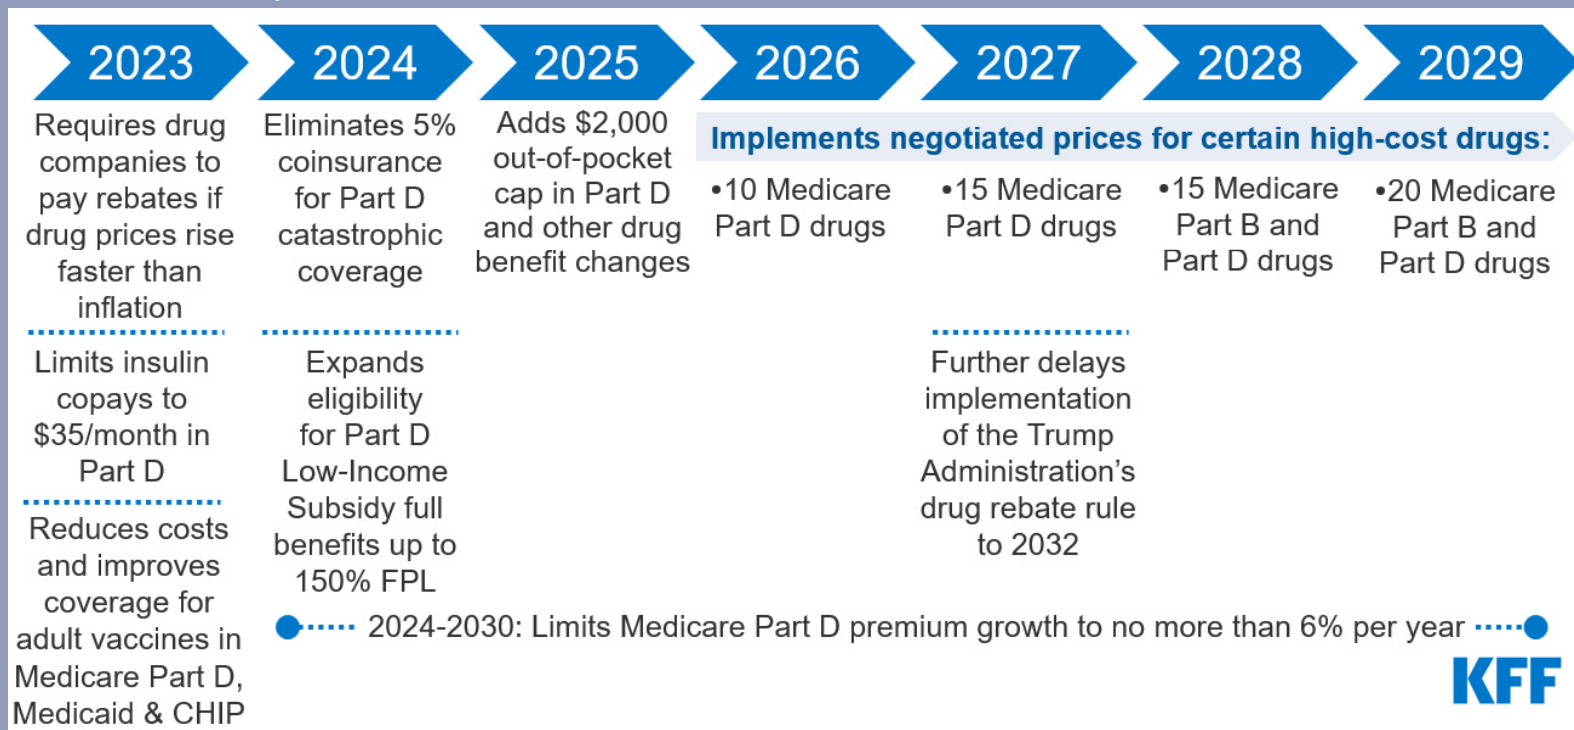 2023
Requires drug
companies to
pay rebates if
drug prices rise
faster than
inflation
Limits insulin
copays to
$35/month in
Part D
Reduces costs
and improves
coverage for
adult vaccines in
Medicare Part D,
Medicaid & CHIP
2024
Eliminates 5%
coinsurance
for Part D
catastrophic
coverage
Expands
eligibility
for Part D
Low-Income
Subsidy full
benefits up to
150% FPL
2025
Adds $2,000
out-of-pocket
cap in Part D
and other drug
benefit changes
2026
2027
2028
2029
Implements negotiated prices for certain high-cost drugs:
•10 Medicare
Part D drugs
•15 Medicare
Part D drugs
Further delays
implementation
of the Trump
Administration’s
drug rebate rule
to 2032
•15 Medicare
Part B and
Part D drugs
•20 Medicare
Part B and
Part D drugs
2024-2030: Limits Medicare Part D premium growth to no more than 6% per year
KFF